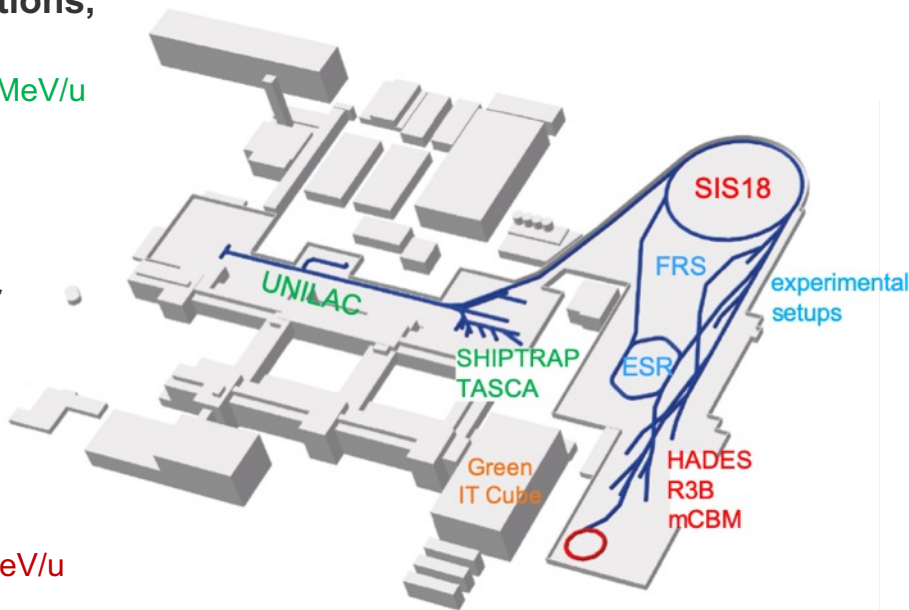 tions,
MeV/u
eV/u
SIS18
FRS
experimental
setups
UNILAC
ESR
SHIPTRAP
TASCA
Green
IT Cube
HADES
R3B
mCBM